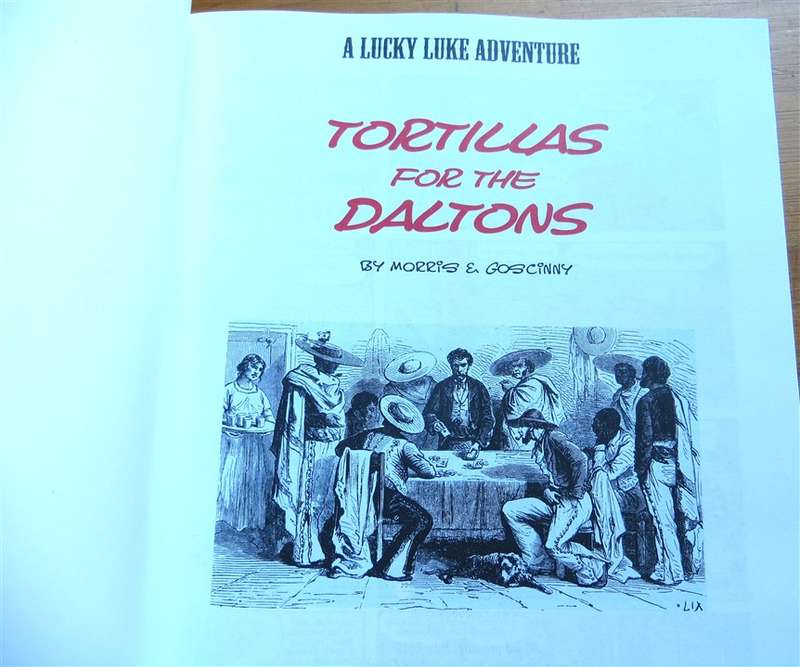 A LUCKY LUKE ADVENTURE
TORTILLAS
FOR THE
DALTONS
BY MORRIS & GOSCINNY
. LIX